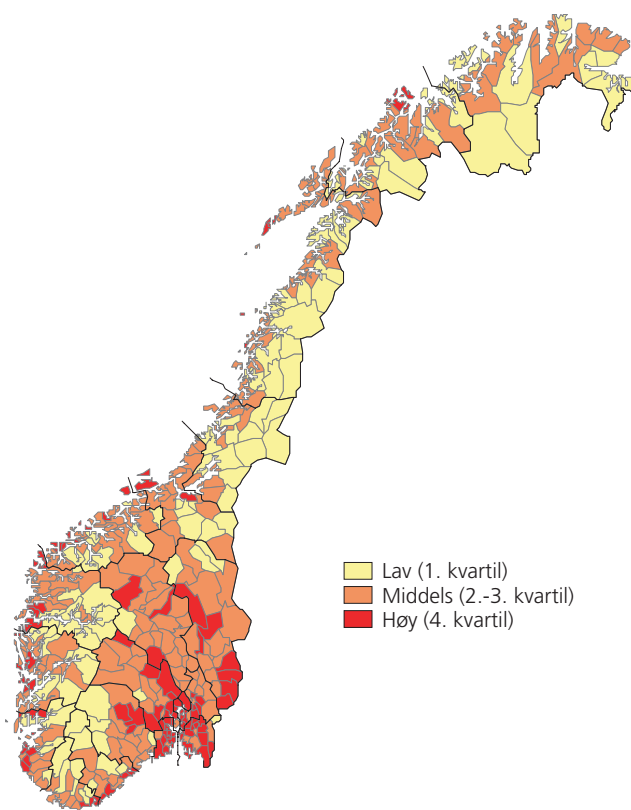 Lav (1. kvartil)
Middels (2.-3. kvartil)
Høy (4. kvartil)